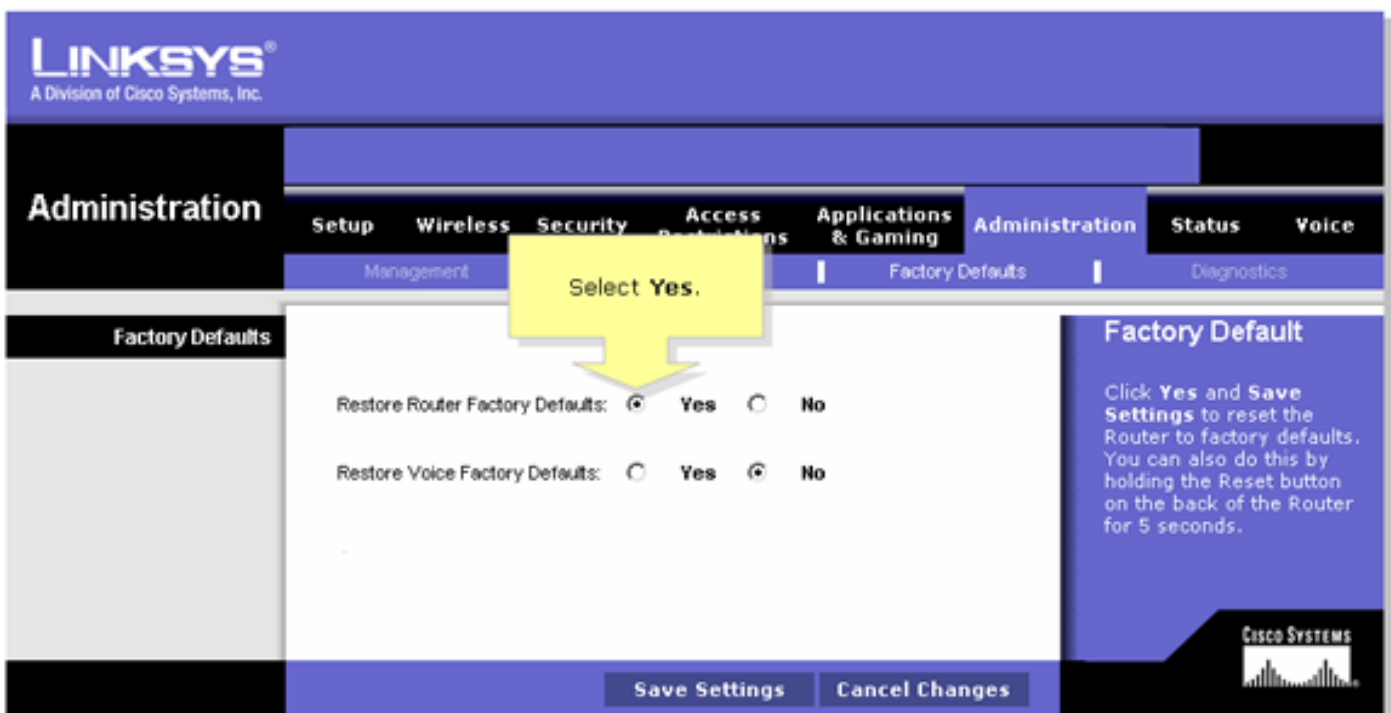 LINKSYS®
A Division of Cisco Systems, Inc.
Administration
Setup Wireless Security Access Applications & Gaming Administration Status Voice
Management Factory Defaults Diagnostics
Select Yes.
Factory Defaults
Restore Router Factory Defaults: Yes No
Restore Voice Factory Defaults: Yes No
Factory Default
Click Yes and Save
Settings to reset the
Router to factory defaults.
You can also do this by
holding the Reset button
on the back of the Router
for 5 seconds.
CISCO SYSTEMS
Save Settings Cancel Changes